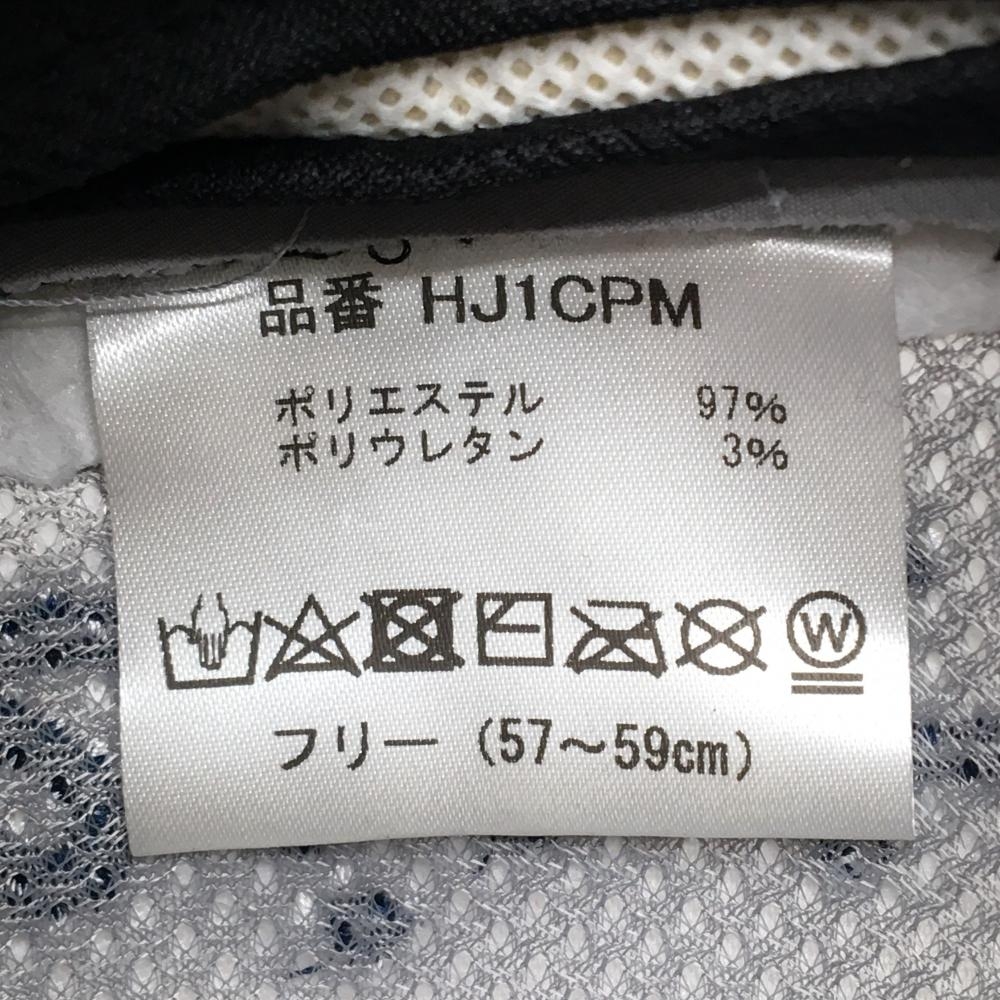 品番 HJ1CPM
ポリエステル 97%
ポリウレタン 3%
W
フリー (57～59cm)